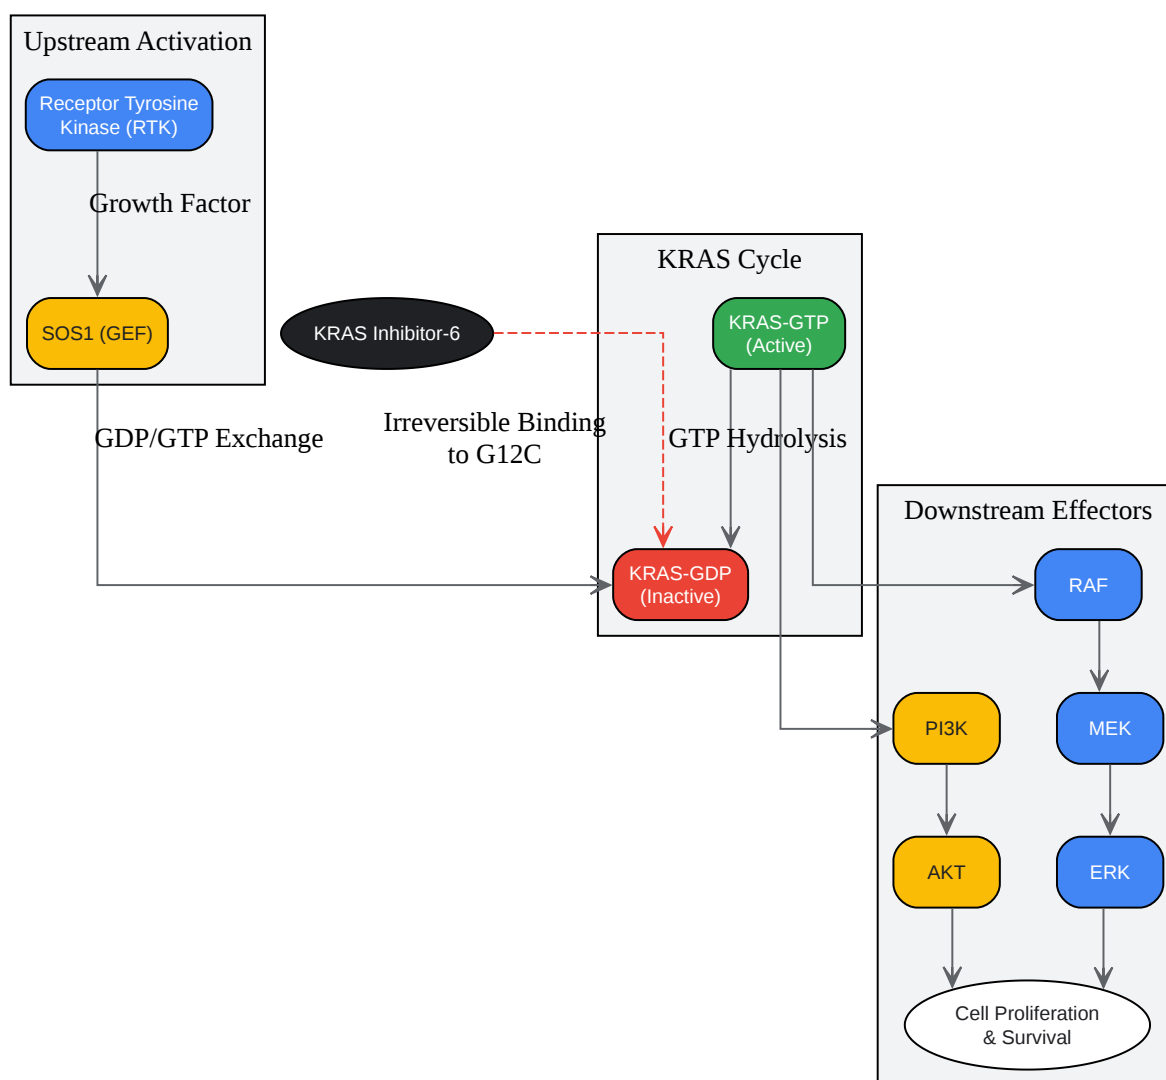 Upstream Activation
Receptor Tyrosine
Kinase (RTK)
Growth Factor
SOS1 (GEF)
GDP/GTP Exchange
KRAS Inhibitor-6
Irreversible Binding
to G12C
KRAS Cycle
KRAS-GTP
(Active)
GTP Hydrolysis
KRAS-GDP
(Inactive)
Downstream Effectors
RAF
PI3K
MEK
AKT
ERK
Cell Proliferation
& Survival